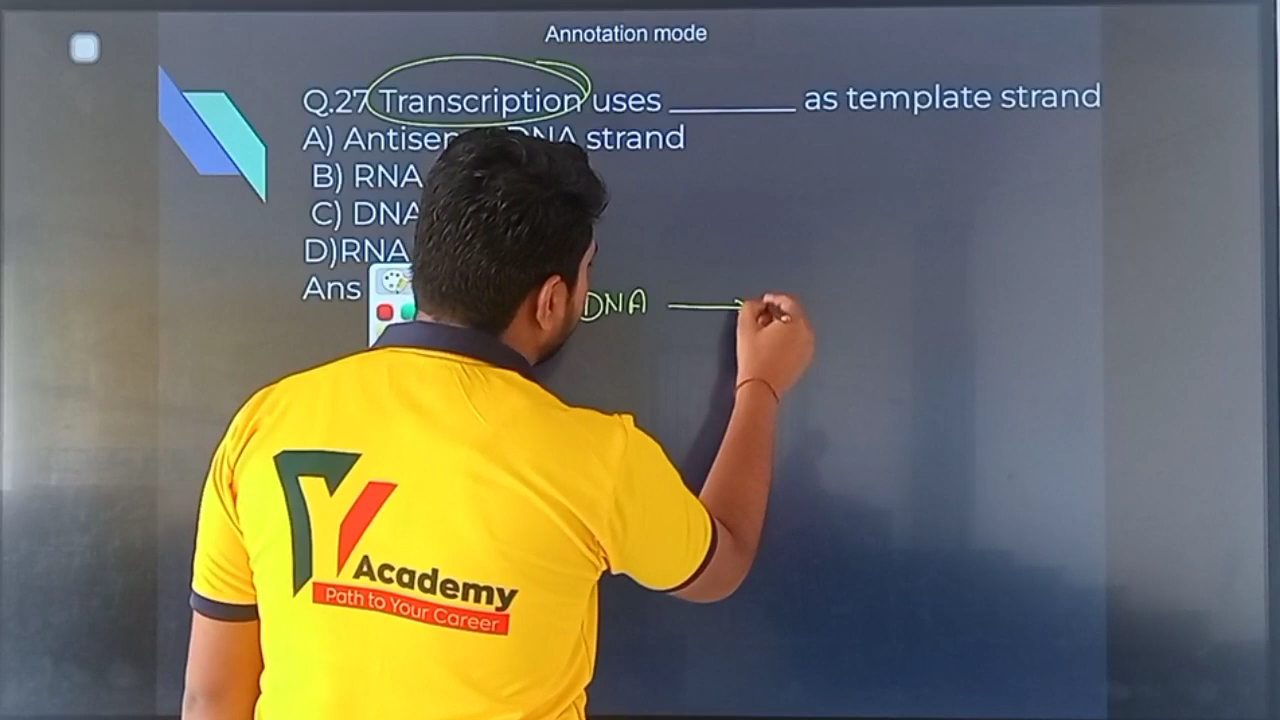 Annotation mode
Q.27 Transcription uses ________ as template strand
A) Antisense DNA strand
B) RNA
C) DNA
D)RNA
Ans
DNA
Academy
Path to Your Career